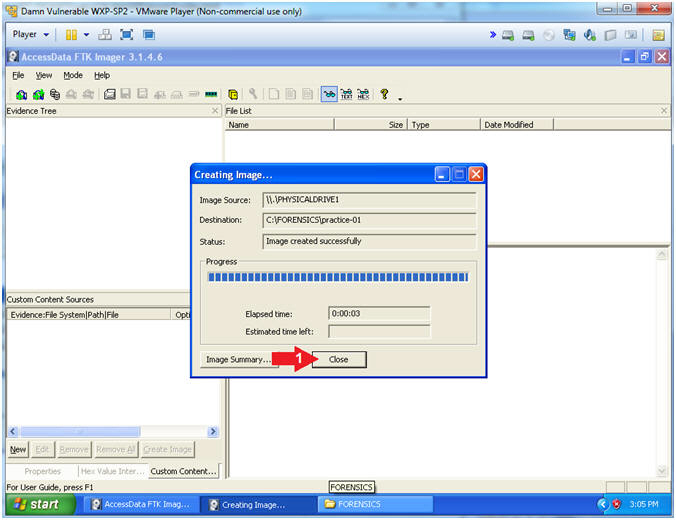 Damn Vulnerable WXP-SP2 - VMware Player (Non-commercial use only)
Player
AccessData FTK Imager 3.1.4.6
File View Mode Help
Evidence Tree
File List
Name Size Type Date Modified
Creating Image...
Image Source: \\.\PHYSICALDRIVE1
Destination: C:\FORENSICS\practice-01
Status: Image created successfully
Progress
Elapsed time: 0:00:03
Estimated time left:
Image Summary... 1 Close
Custom Content Sources
Evidence:File System|Path|File Opti
New Edit Remove Remove All Create Image
Properties Hex Value Inter... Custom Content...
For User Guide, press F1
FORENSICS
start AccessData FTK Imag... Creating Image... FORENSICS 3:05 PM